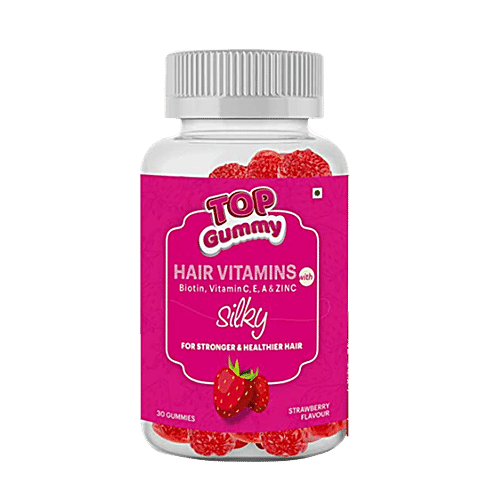 TOP
Gummy
HAIR VITAMINS with
Biotin, Vitamin C, E, A & ZINC
Silky
FOR STRONGER & HEALTHIER HAIR
30 GUMMIES
STRAWBERRY
FLAVOUR